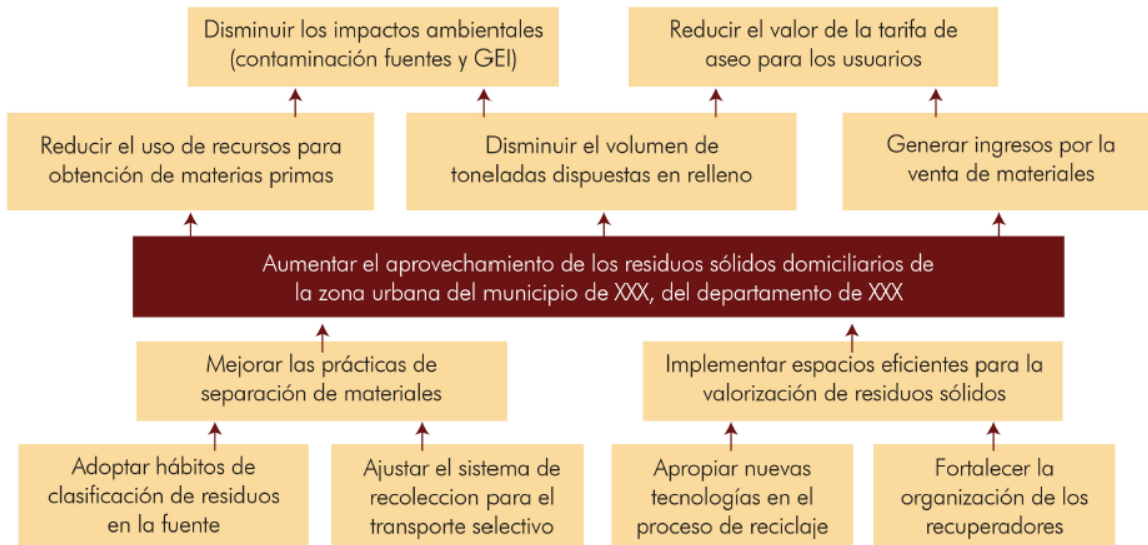 Disminuir los impactos ambientales
(contaminación fuentes y GEI)
Reducir el valor de la tarifa de
aseo para los usuarios
Reducir el uso de recursos para
obtención de materias primas
Disminuir el volumen de
toneladas dispuestas en relleno
Generar ingresos por la
venta de materiales
Aumentar el aprovechamiento de los residuos sólidos domiciliarios de
la zona urbana del municipio de XXX, del departamento de XXX
Mejorar las prácticas de
separación de materiales
Implementar espacios eficientes para la
valorización de residuos sólidos
Adoptar hábitos de
clasificación de residuos
en la fuente
Ajustar el sistema de
recoleccion para el
transporte selectivo
Apropiar nuevas
tecnologías en el
proceso de reciclaje
Fortalecer la
organización de los
recuperadores